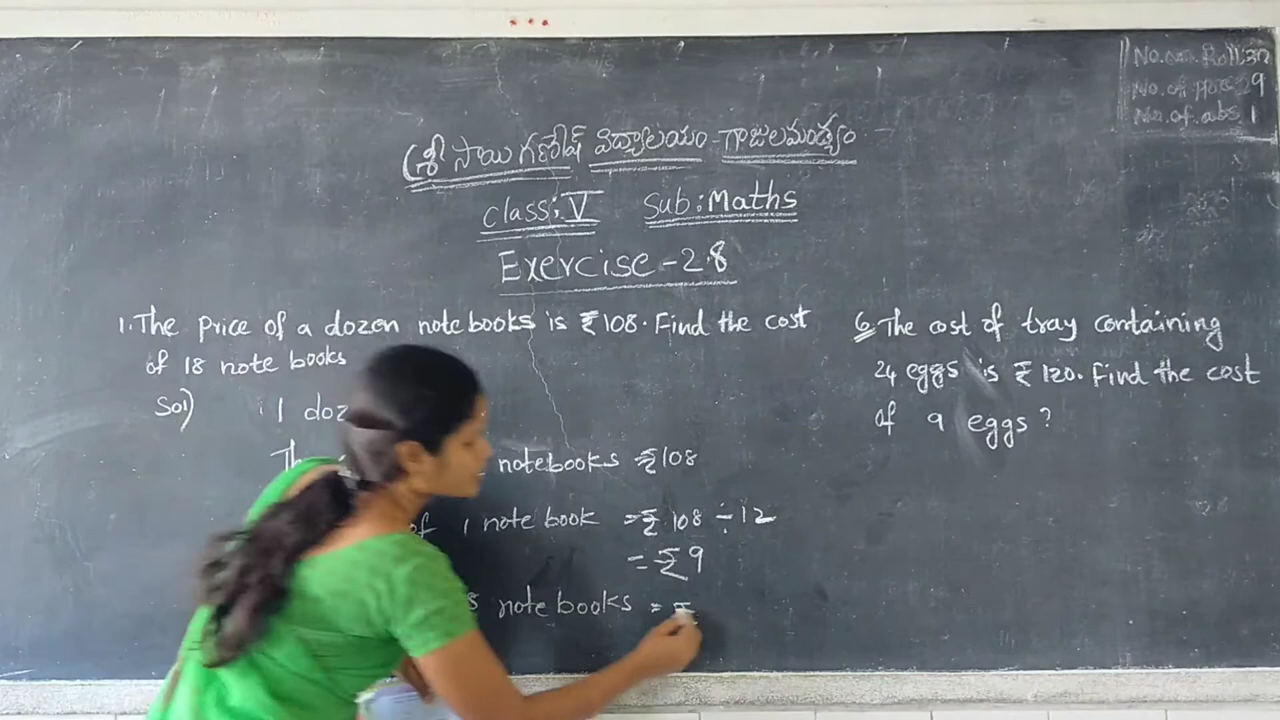 శ్రీ సాయి గణేష్ విద్యాలయం - గాజులమండ్యం
Class: V Sub: Maths
Exercise - 2.8
1. The price of a dozen notebooks is ₹108. Find the cost
of 18 note books
Sol) 1 doz
notebooks = ₹108
of 1 note book = ₹ 108 ÷ 12
= ₹ 9
note books = ₹
6. The cost of tray containing
24 eggs is ₹ 120. Find the cost
of 9 eggs?
No. on Roll 30
No. of 29
No. of abs 1